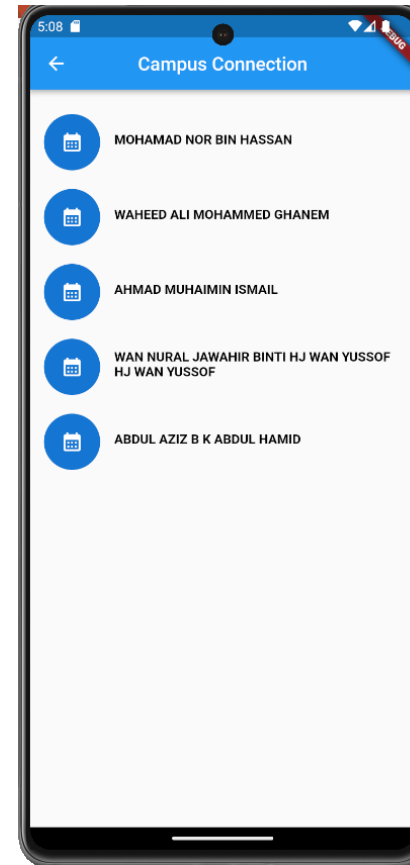 5:08
DEBUG
Campus Connection
MOHAMAD NOR BIN HASSAN
WAHEED ALI MOHAMMED GHANEM
AHMAD MUHAIMIN ISMAIL
WAN NURAL JAWAHIR BINTI HJ WAN YUSSOF
HJ WAN YUSSOF
ABDUL AZIZ B K ABDUL HAMID